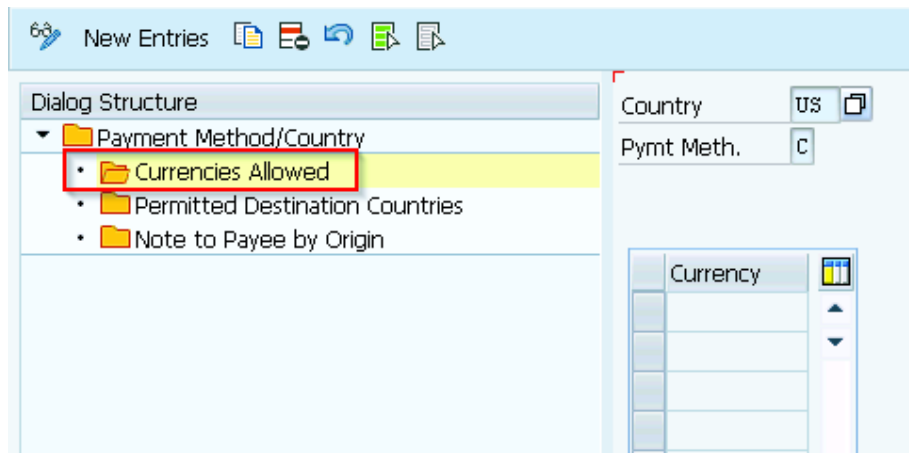 New Entries
Dialog Structure
Payment Method/Country
Currencies Allowed
Permitted Destination Countries
Note to Payee by Origin
Country US
Pymt Meth. C
Currency